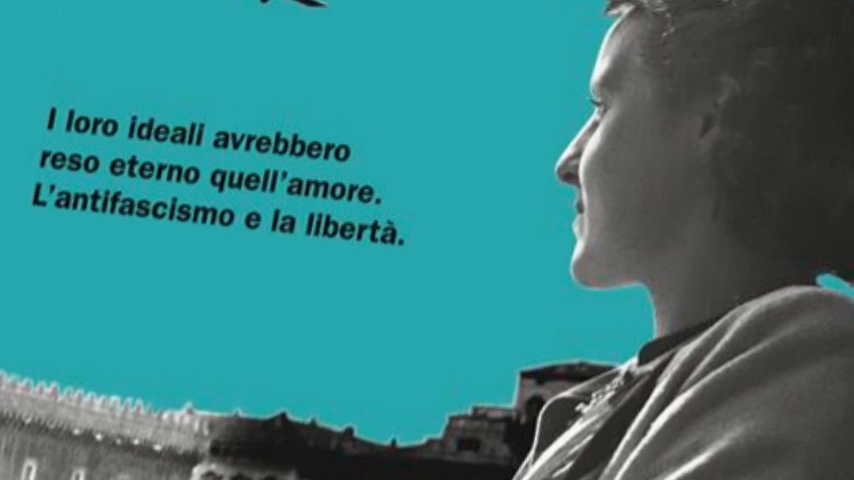 I loro ideali avrebbero
reso eterno quell'amore.
L'antifascismo e la libertà.